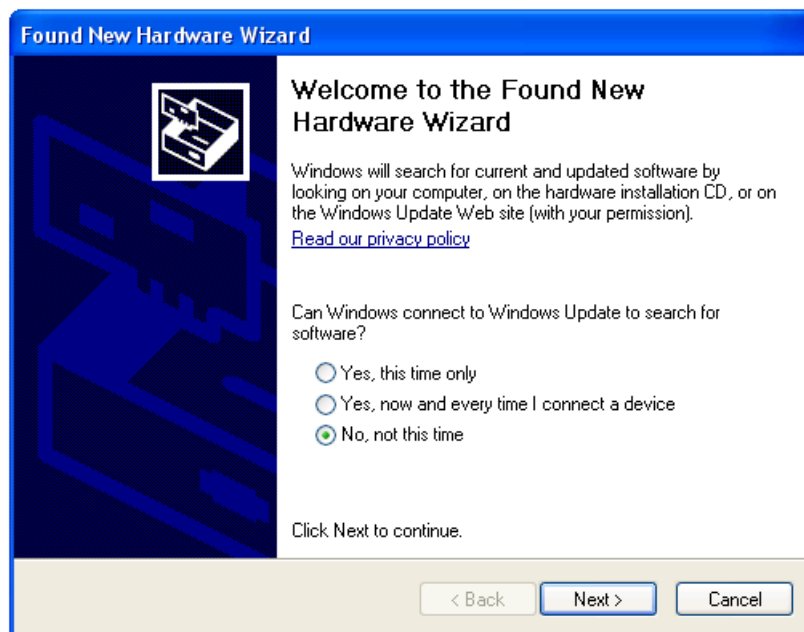 Found New Hardware Wizard
Welcome to the Found New
Hardware Wizard
Windows will search for current and updated software by
looking on your computer, on the hardware installation CD, or on
the Windows Update Web site (with your permission).
Read our privacy policy
Can Windows connect to Windows Update to search for
software?
Yes, this time only
Yes, now and every time I connect a device
No, not this time
Click Next to continue.
< Back Next > Cancel